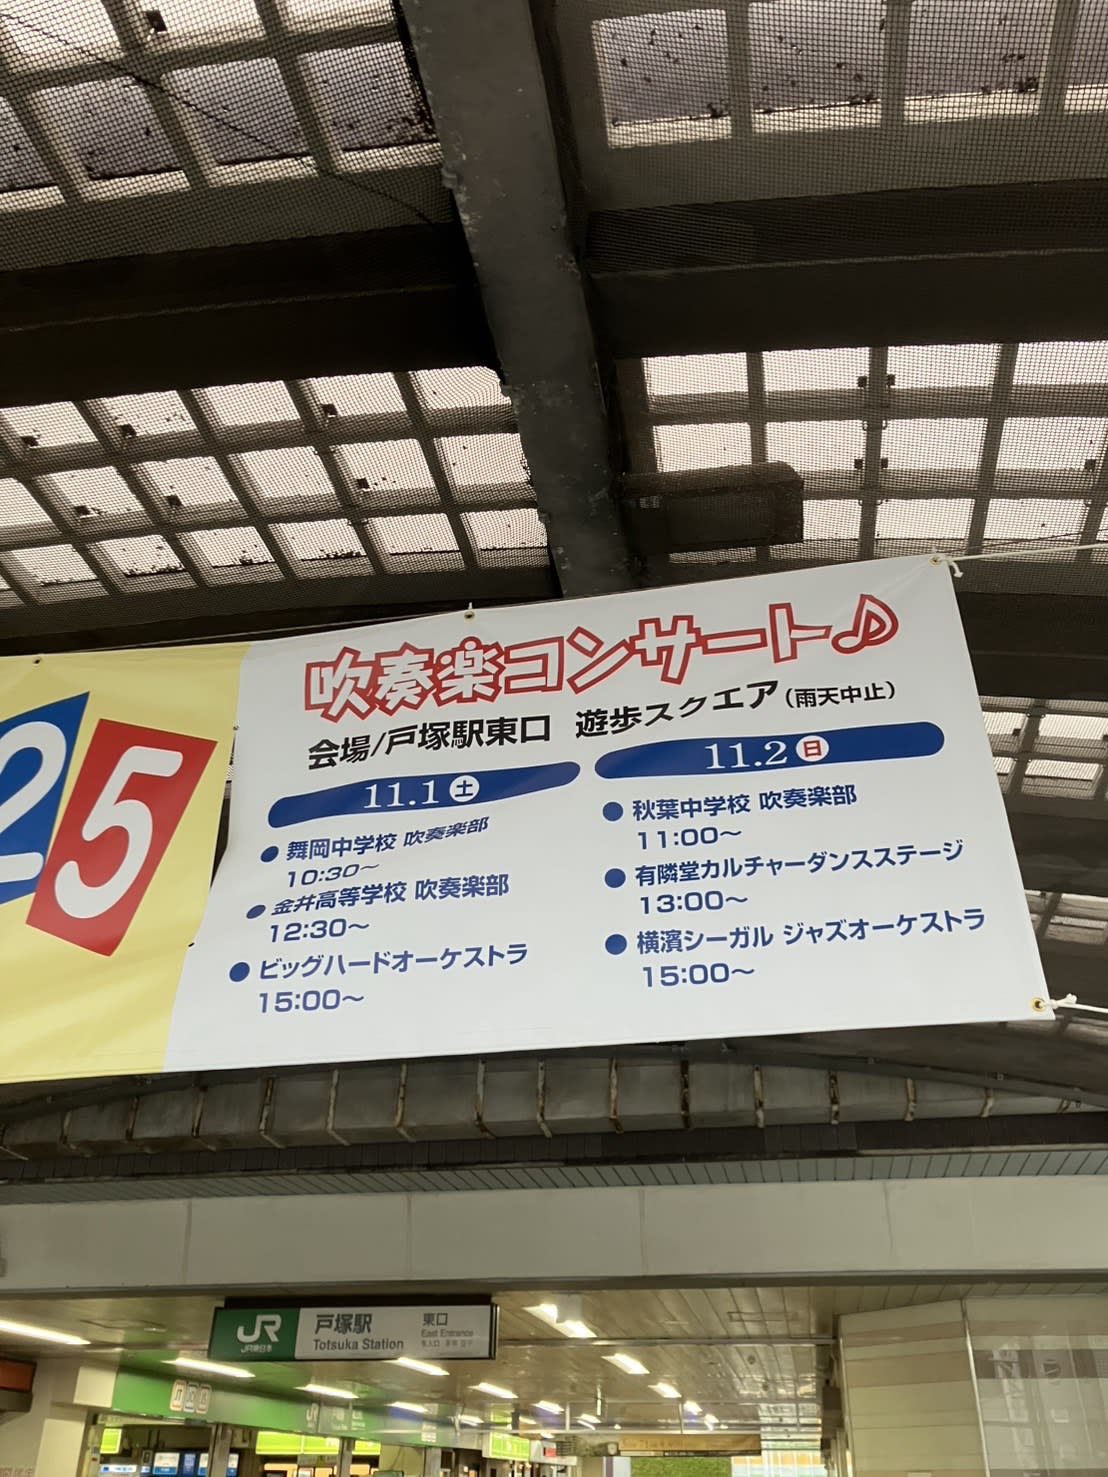 25
吹奏楽コンサート♪
会場/戸塚駅東口 遊歩スクエア(雨天中止)
11.1 土
● 舞岡中学校 吹奏楽部
10:30～
● 金井高等学校 吹奏楽部
12:30～
● ビッグハードオーケストラ
15:00～
11.2 日
● 秋葉中学校 吹奏楽部
11:00～
● 有隣堂カルチャーダンスステージ
13:00～
● 横濱シーガル ジャズオーケストラ
15:00～
JR
JR東日本
戸塚駅
Totsuka Station
東口
East Entrance
JR